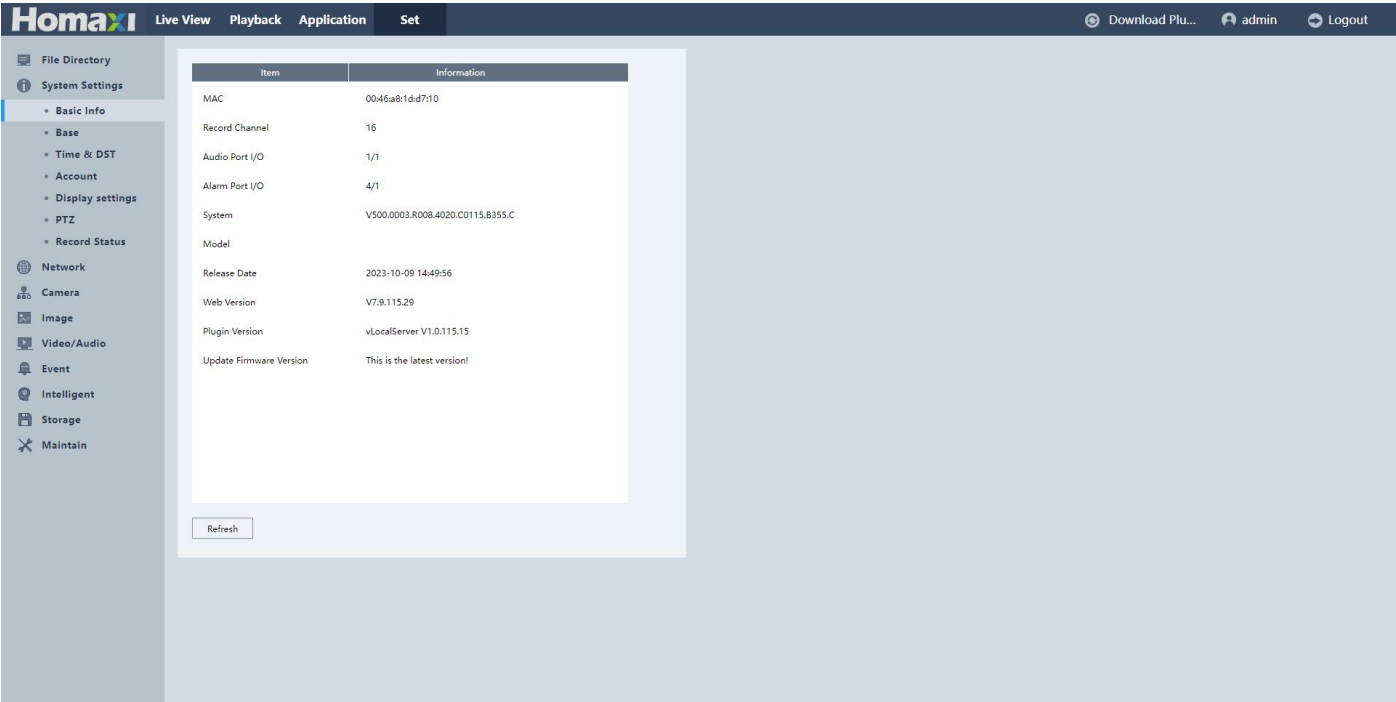 Homaxi Live View Playback Application Set Download Plu... admin Logout
File Directory
System Settings
Basic Info
Base
Time & DST
Account
Display settings
PTZ
Record Status
Network
Camera
Image
Video/Audio
Event
Intelligent
Storage
Maintain
Item Information
MAC 00:46:a8:1d:d7:10
Record Channel 16
Audio Port I/O 1/1
Alarm Port I/O 4/1
System V500.0003.R008.4020.C0115.B355.C
Model
Release Date 2023-10-09 14:49:56
Web Version V7.9.115.29
Plugin Version vLocalServer V1.0.115.15
Update Firmware Version This is the latest version!
Refresh